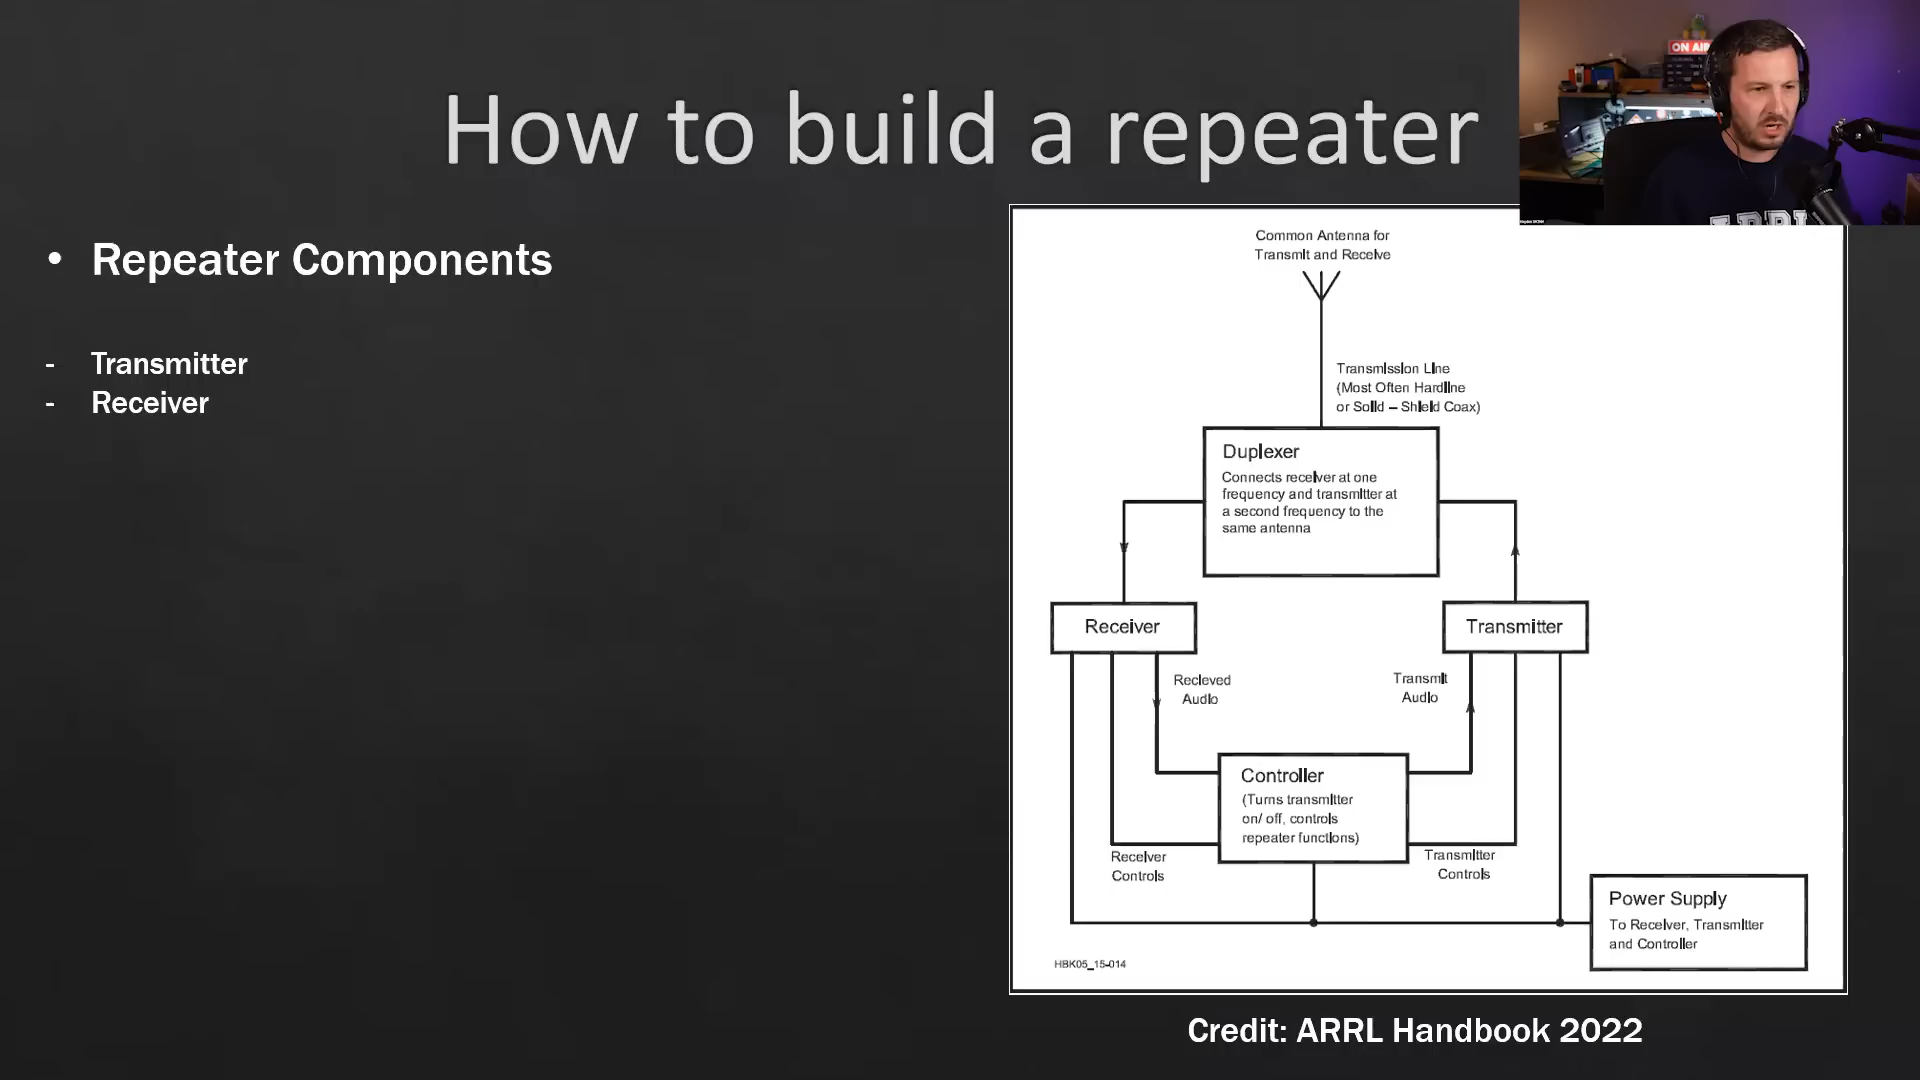 How to build a repeater
ON AIR
• Repeater Components
- Transmitter
- Receiver
Common Antenna for
Transmit and Receive
Transmission Line
(Most Often Hardline
or Solid – Shield Coax)
Duplexer
Connects receiver at one
frequency and transmitter at
a second frequency to the
same antenna
Receiver
Transmitter
Recieved
Audio
Transmit
Audio
Controller
(Turns transmitter
on/ off, controls
repeater functions)
Receiver
Controls
Transmitter
Controls
Power Supply
To Receiver, Transmitter
and Controller
HBK05_15-014
Credit: ARRL Handbook 2022